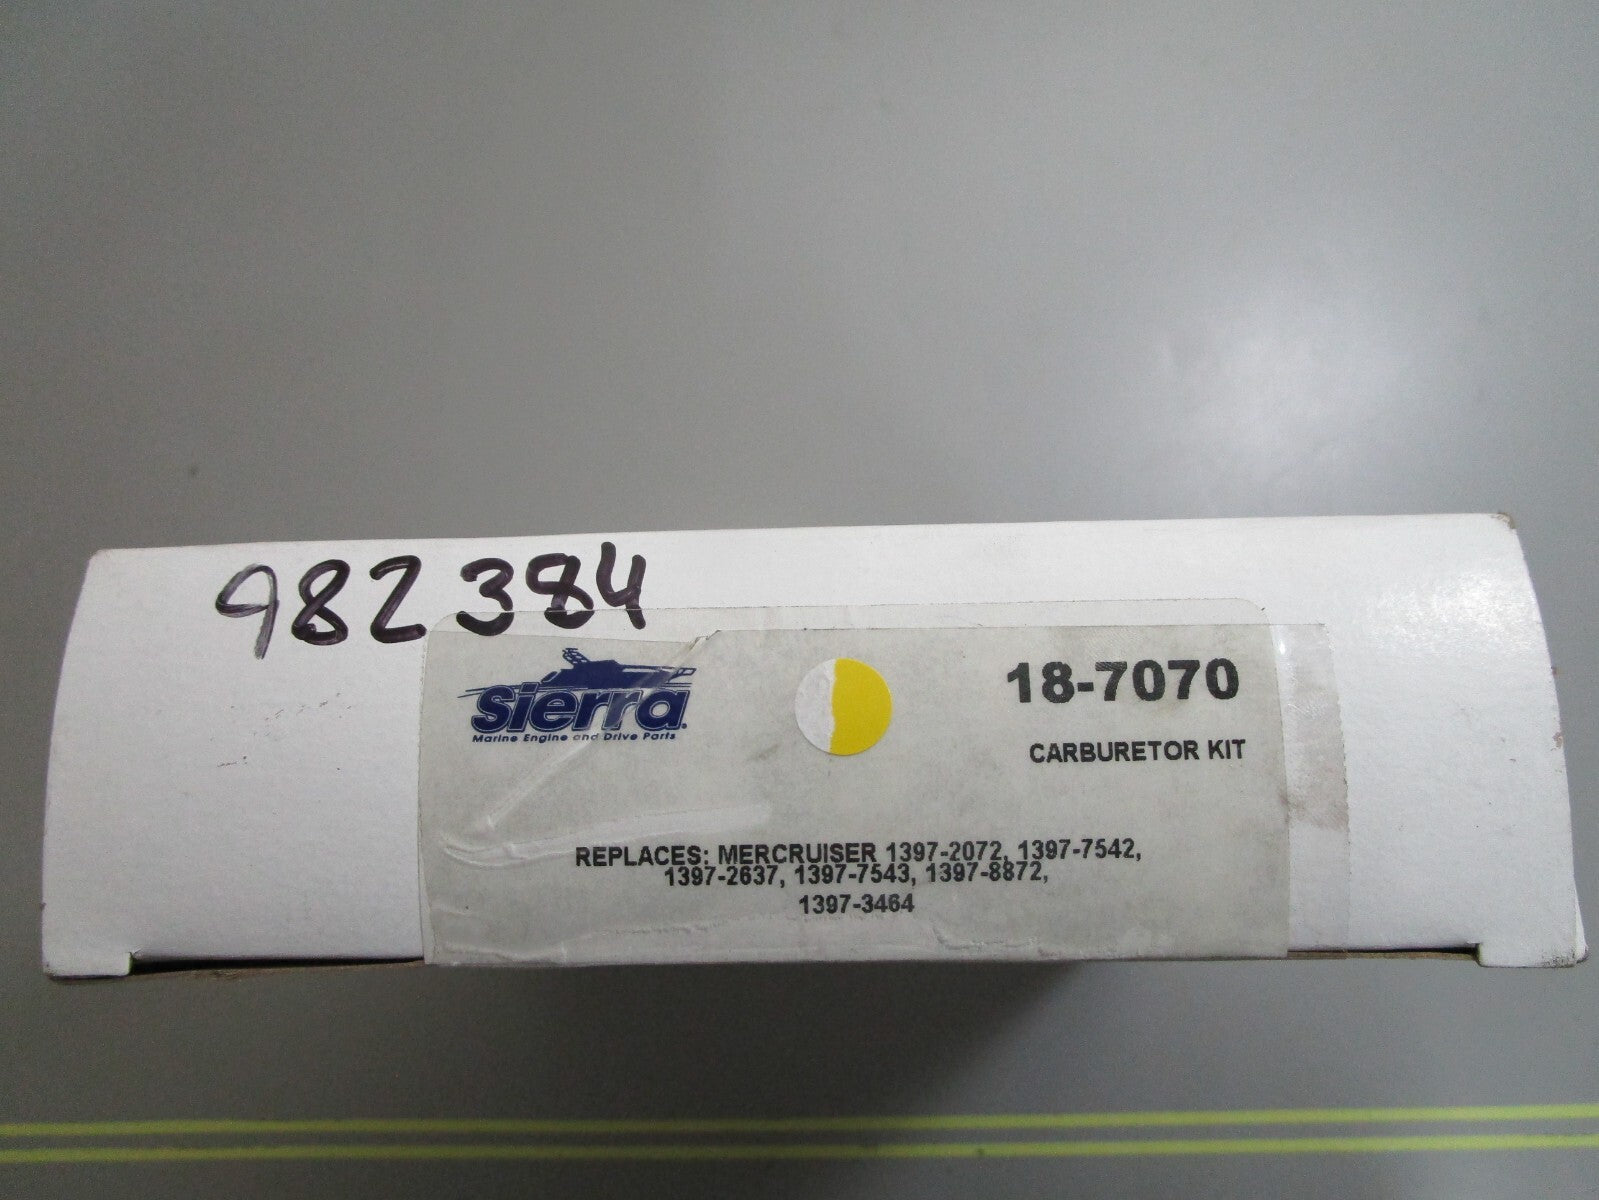 982384
Sierra
Marine Engine and Drive Parts
18-7070
CARBURETOR KIT
REPLACES: MERCRUISER 1397-2072, 1397-7542,
1397-2637, 1397-7543, 1397-8872,
1397-3464